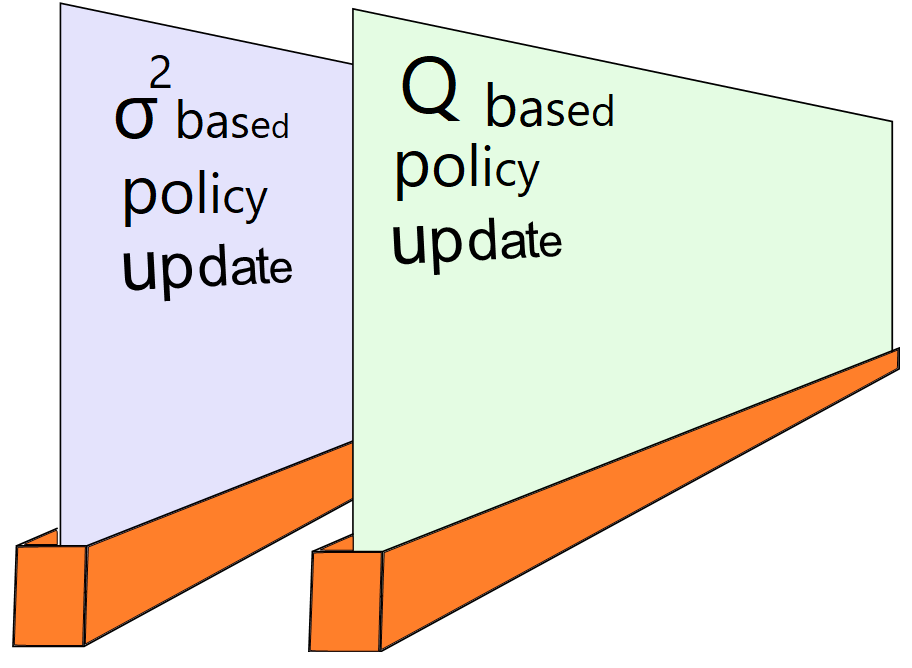 σ² based
policy
update
Q based
policy
update